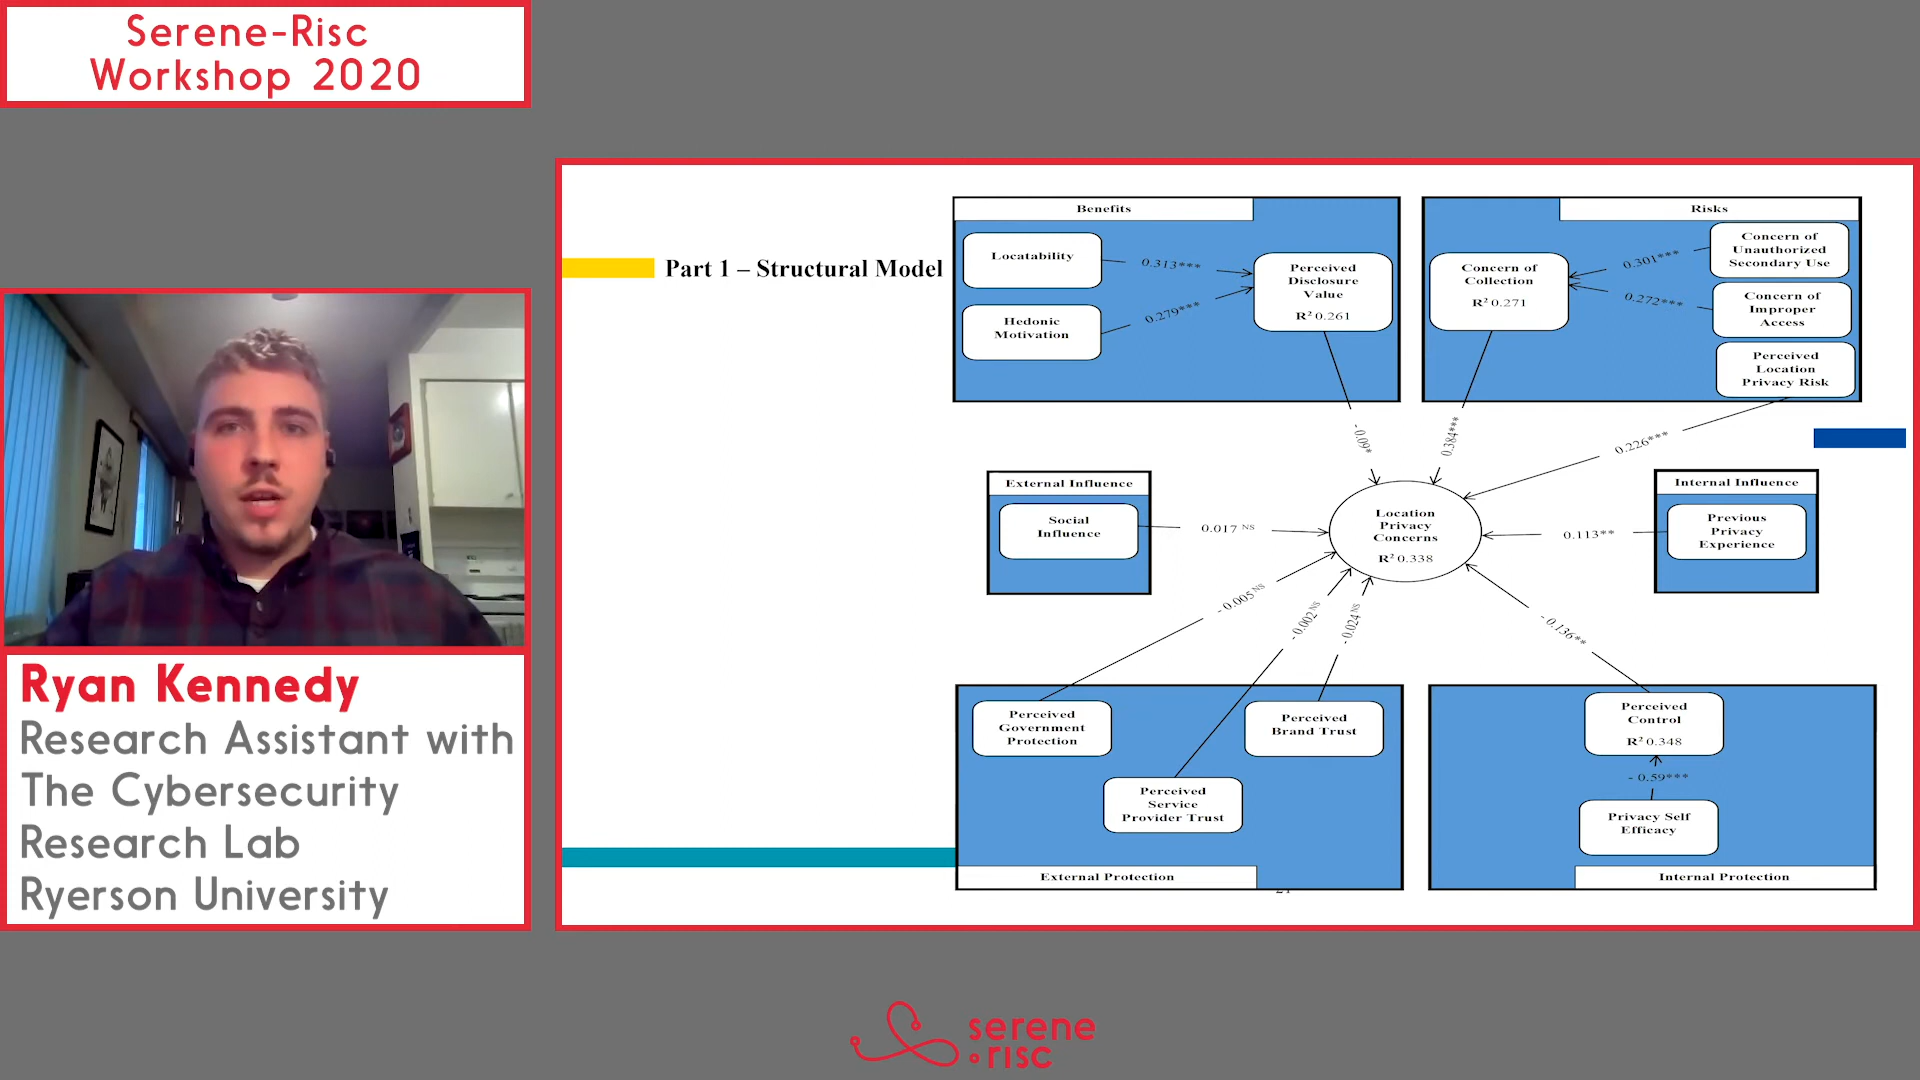 Serene-Risc
Workshop 2020
Ryan Kennedy
Research Assistant with
The Cybersecurity
Research Lab
Ryerson University
Part 1 – Structural Model
Benefits
Locatability
0.313***
Hedonic
Motivation
0.279***
Perceived
Disclosure
Value
R² 0.261
Risks
Concern of
Collection
R² 0.271
0.301***
0.272***
Concern of
Unauthorized
Secondary Use
Concern of
Improper
Access
Perceived
Location
Privacy Risk
- 0.09*
0.384***
0.226***
External Influence
Social
Influence
0.017 NS
Location
Privacy
Concerns
R² 0.338
0.113**
Internal Influence
Previous
Privacy
Experience
- 0.005 NS
- 0.002 NS
- 0.024 NS
- 0.136**
Perceived
Government
Protection
Perceived
Service
Provider Trust
Perceived
Brand Trust
External Protection
Perceived
Control
R² 0.348
- 0.59***
Privacy Self
Efficacy
Internal Protection
serene
risc